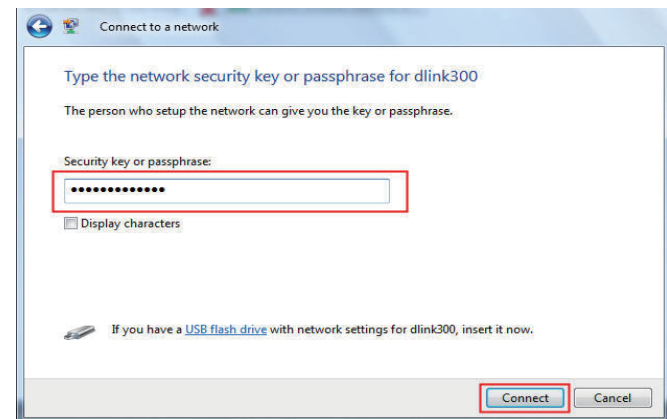 Connect to a network
Type the network security key or passphrase for dlink300
The person who setup the network can give you the key or passphrase.
Security key or passphrase:
•••••••••••••
Display characters
If you have a USB flash drive with network settings for dlink300, insert it now.
Connect Cancel